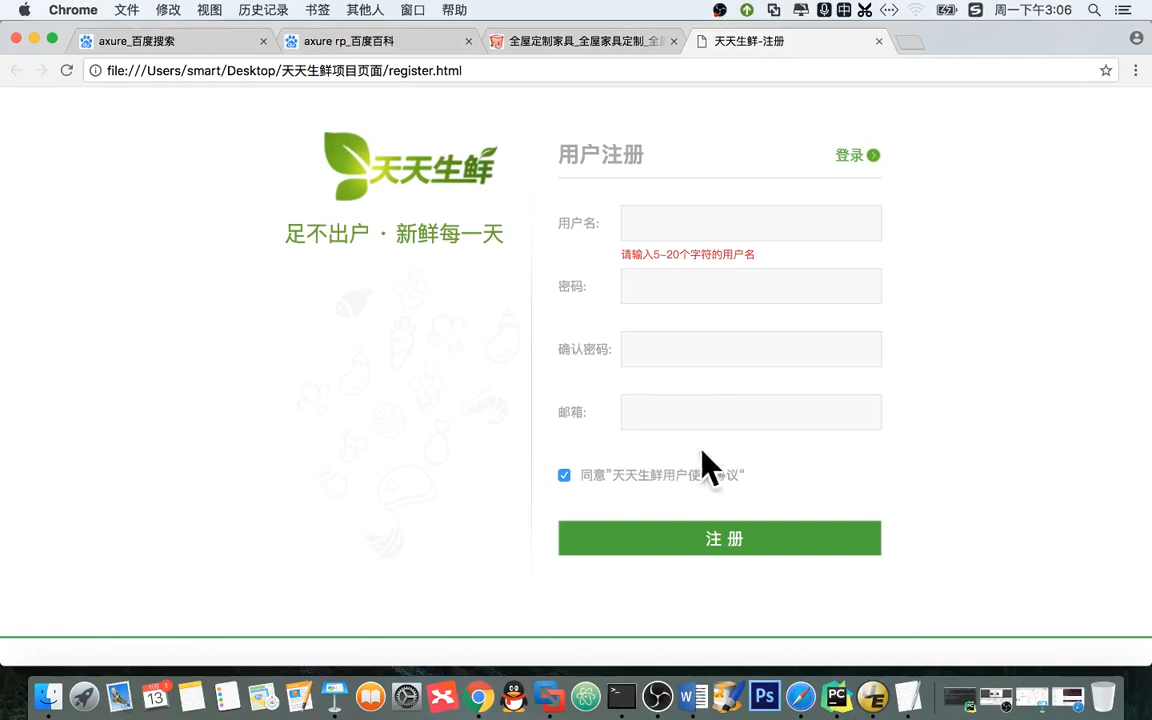 Chrome 文件 修改 视图 历史记录 书签 其他人 窗口 帮助 周一下午3:06
axure_百度搜索 axure rp_百度百科 全屋定制家具_全屋家具定制_全 天天生鲜-注册
file:///Users/smart/Desktop/天天生鲜项目页面/register.html
天天生鲜
足不出户 · 新鲜每一天
用户注册 登录
用户名:
请输入5-20个字符的用户名
密码:
确认密码:
邮箱:
同意”天天生鲜用户使 议“
注 册
13